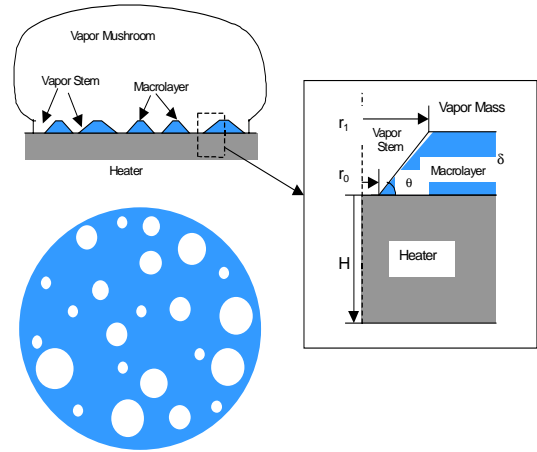 Vapor Mushroom
Vapor Stem
Macrolayer
Heater
r1
Vapor Mass
Vapor
Stem
r0
θ
Macrolayer
δ
H
Heater